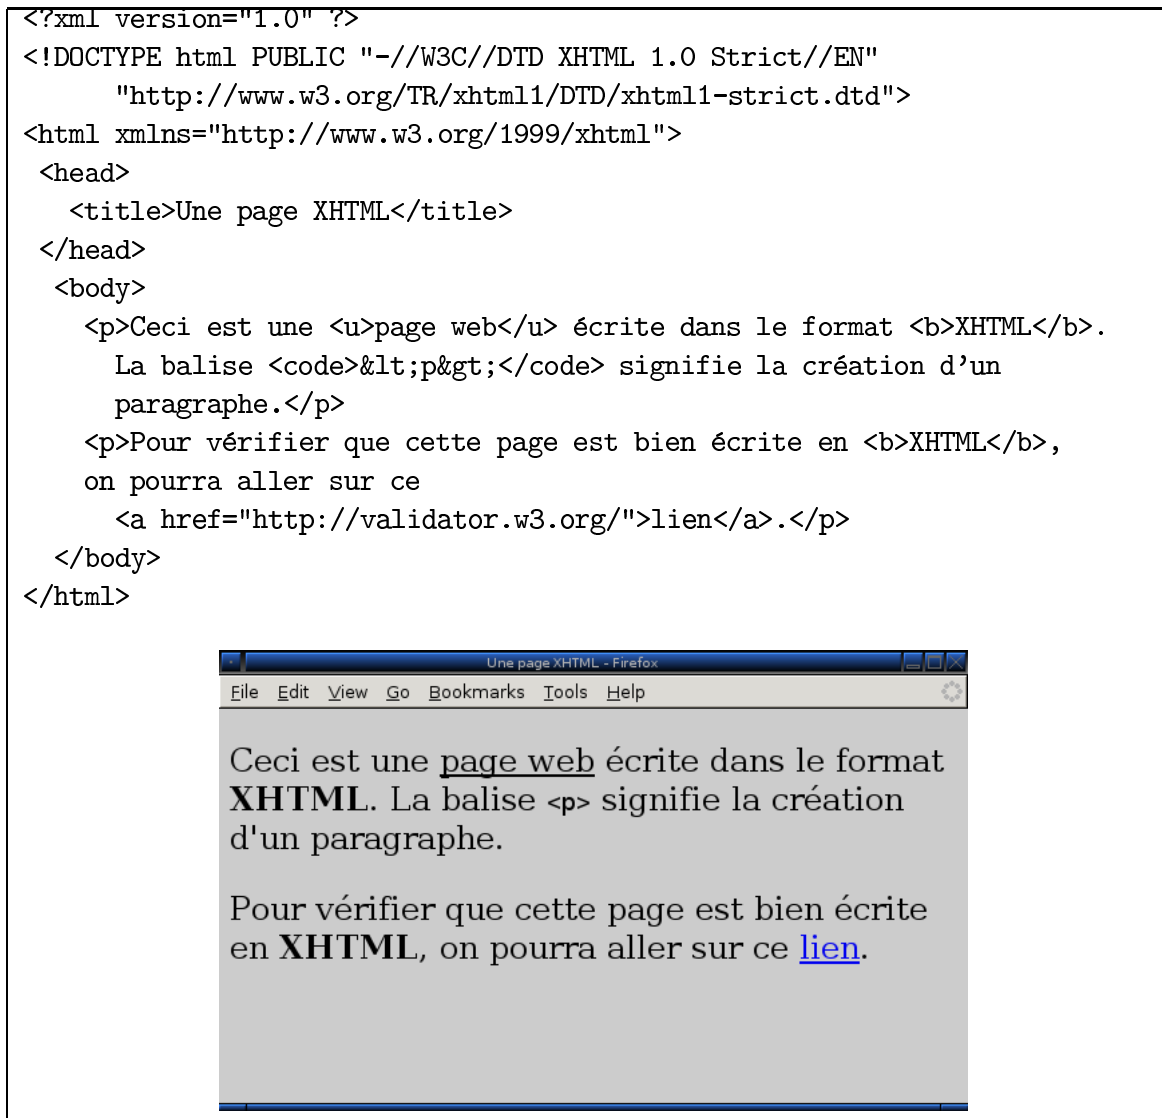 <?xml version="1.0" ?>
<!DOCTYPE html PUBLIC "-//W3C//DTD XHTML 1.0 Strict//EN"
      "http://www.w3.org/TR/xhtml1/DTD/xhtml1-strict.dtd">
<html xmlns="http://www.w3.org/1999/xhtml">
 <head>
   <title>Une page XHTML</title>
 </head>
  <body>
    <p>Ceci est une <u>page web</u> écrite dans le format <b>XHTML</b>.
      La balise <code>&lt;p&gt;</code> signifie la création d’un
      paragraphe.</p>
    <p>Pour vérifier que cette page est bien écrite en <b>XHTML</b>,
    on pourra aller sur ce
      <a href="http://validator.w3.org/">lien</a>.</p>
  </body>
</html>
Une page XHTML - Firefox
File Edit View Go Bookmarks Tools Help
Ceci est une page web écrite dans le format
XHTML. La balise <p> signifie la création
d'un paragraphe.
Pour vérifier que cette page est bien écrite
en XHTML, on pourra aller sur ce lien.